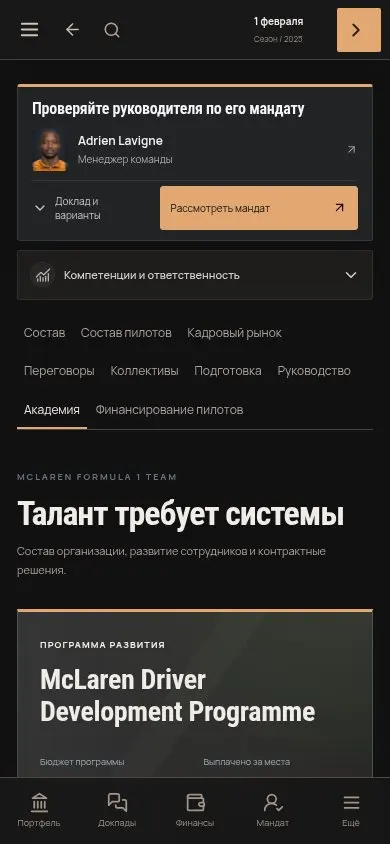 1 февраля
Сезон / 2025
Проверяйте руководителя по его мандату
Adrien Lavigne
Менеджер команды
Доклад и
варианты
Рассмотреть мандат
Компетенции и ответственность
Состав Состав пилотов Кадровый рынок
Переговоры Коллективы Подготовка Руководство
Академия Финансирование пилотов
MCLAREN FORMULA 1 TEAM
Талант требует системы
Состав организации, развитие сотрудников и контрактные
решения.
ПРОГРАММА РАЗВИТИЯ
McLaren Driver
Development Programme
Бюджет программы Выплачено за места
Портфель Доклады Финансы Мандат Ещё